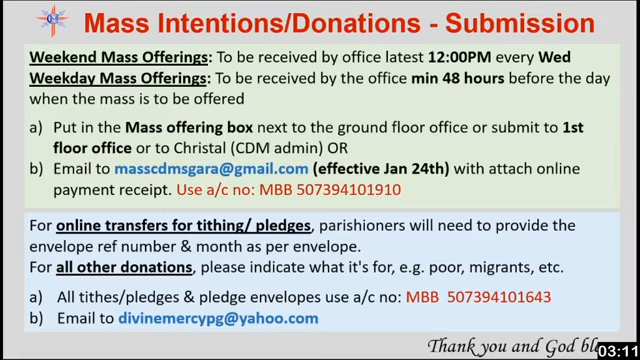 Mass Intentions/Donations - Submission
Weekend Mass Offerings: To be received by office latest 12:00PM every Wed
Weekday Mass Offerings: To be received by the office min 48 hours before the day
when the mass is to be offered
a) Put in the Mass offering box next to the ground floor office or submit to 1st
floor office or to Christal (CDM admin) OR
b) Email to masscdmsgara@gmail.com (effective Jan 24th) with attach online
payment receipt. Use a/c no: MBB 507394101910
For online transfers for tithing/ pledges, parishioners will need to provide the
envelope ref number & month as per envelope.
For all other donations, please indicate what it's for, e.g. poor, migrants, etc.
a) All tithes/pledges & pledge envelopes use a/c no: MBB 507394101643
b) Email to divinemercypg@yahoo.com
Thank you and God ble
03:11